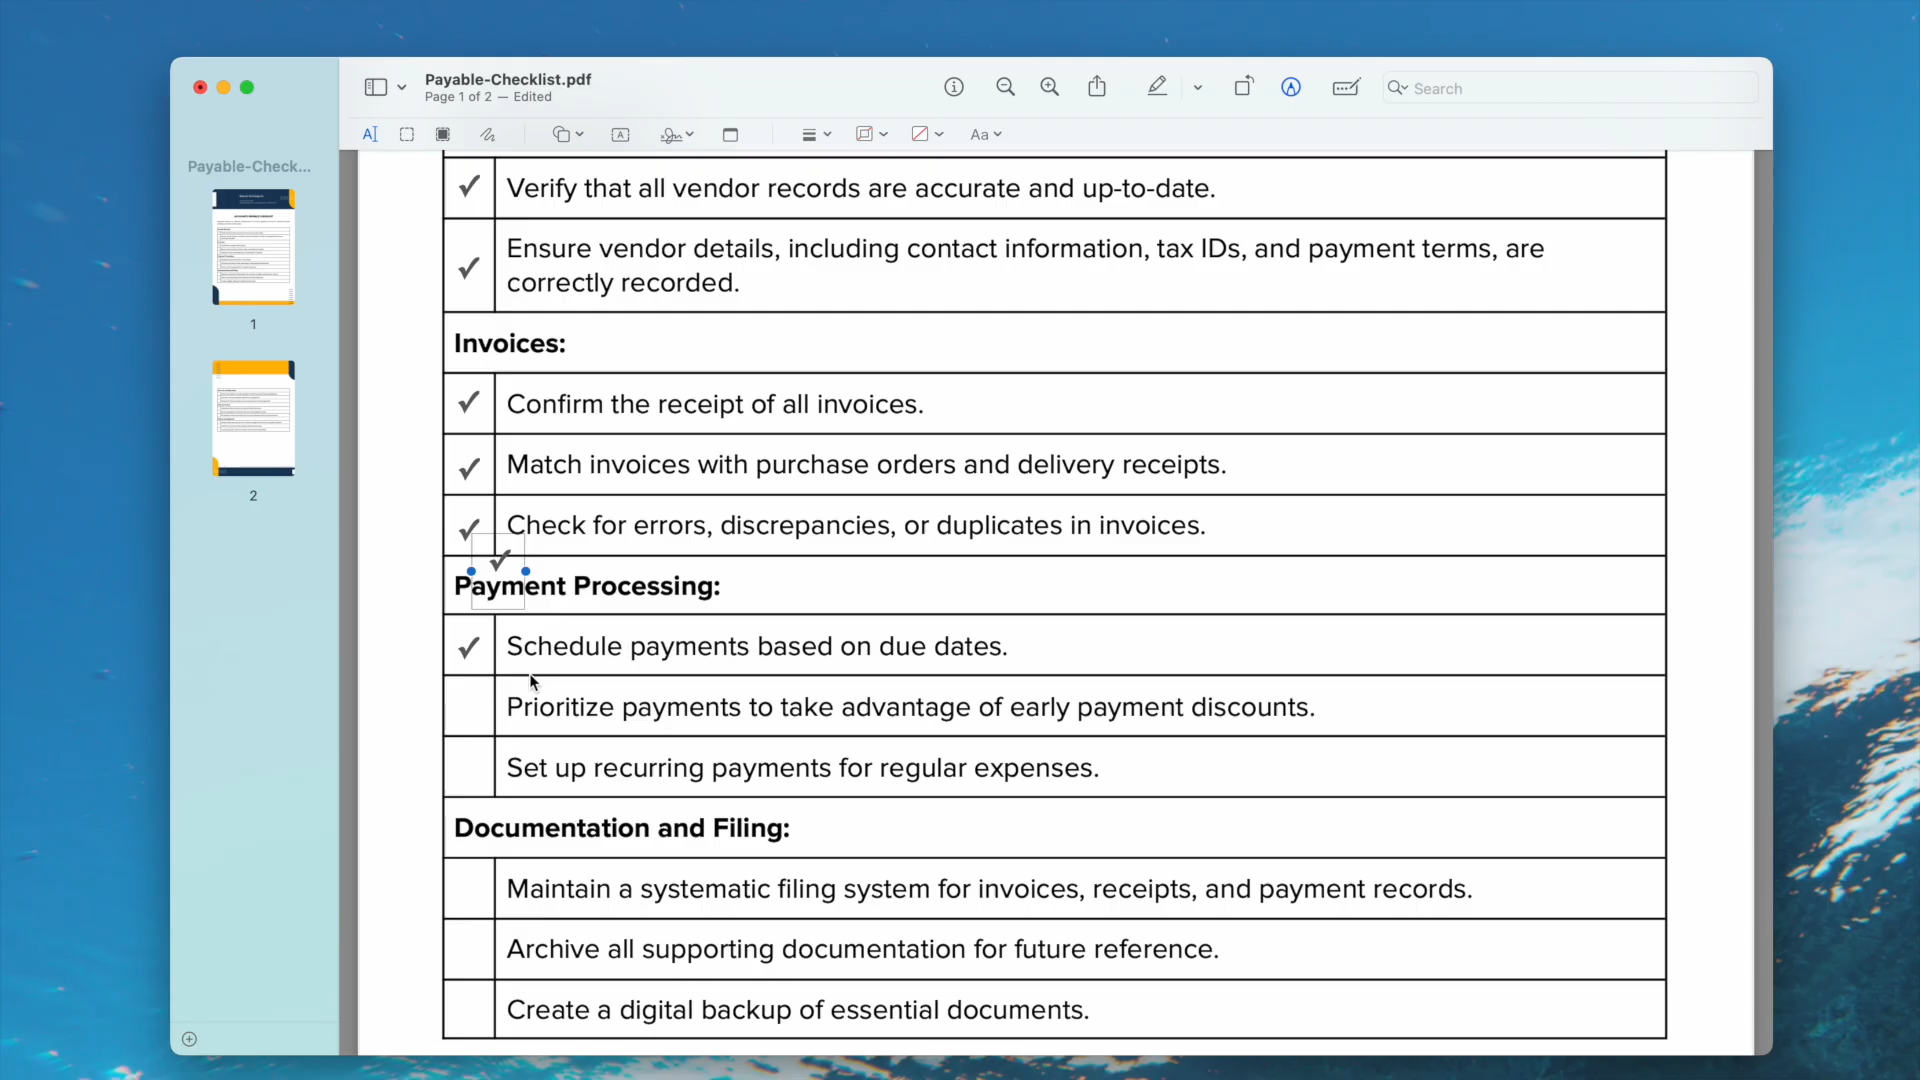 Payable-Checklist.pdf
Page 1 of 2 — Edited
Search
Aa
Payable-Check...
1
2
✓ Verify that all vendor records are accurate and up-to-date.
✓ Ensure vendor details, including contact information, tax IDs, and payment terms, are
correctly recorded.
Invoices:
✓ Confirm the receipt of all invoices.
✓ Match invoices with purchase orders and delivery receipts.
✓ Check for errors, discrepancies, or duplicates in invoices.
✓
Payment Processing:
✓ Schedule payments based on due dates.
Prioritize payments to take advantage of early payment discounts.
Set up recurring payments for regular expenses.
Documentation and Filing:
Maintain a systematic filing system for invoices, receipts, and payment records.
Archive all supporting documentation for future reference.
Create a digital backup of essential documents.